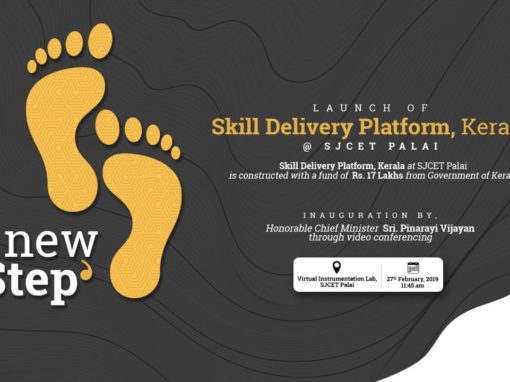 new
Step
LAUNCH OF
Skill Delivery Platform, Kera
@ SJCET PALAI
Skill Delivery Platform, Kerala at SJCET Palai
is constructed with a fund of Rs. 17 Lakhs from Government of Kera
INAUGURATION BY,
Honorable Chief Minister Sri. Pinarayi Vijayan
through video conferencing
Virtual Instrumentation Lab,
SJCET Palai
27th February, 2019
11:45 am